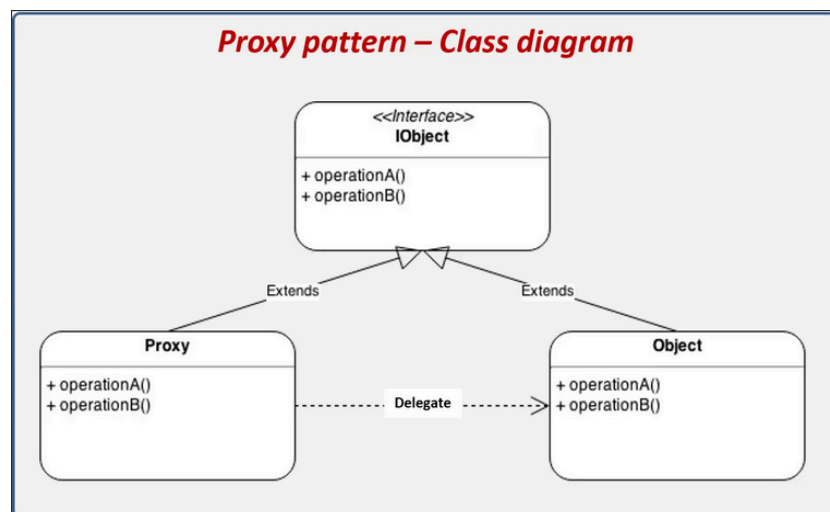 Proxy pattern – Class diagram
<<Interface>>
IObject
+ operationA()
+ operationB()
Extends
Extends
Proxy
+ operationA()
+ operationB()
Delegate
Object
+ operationA()
+ operationB()